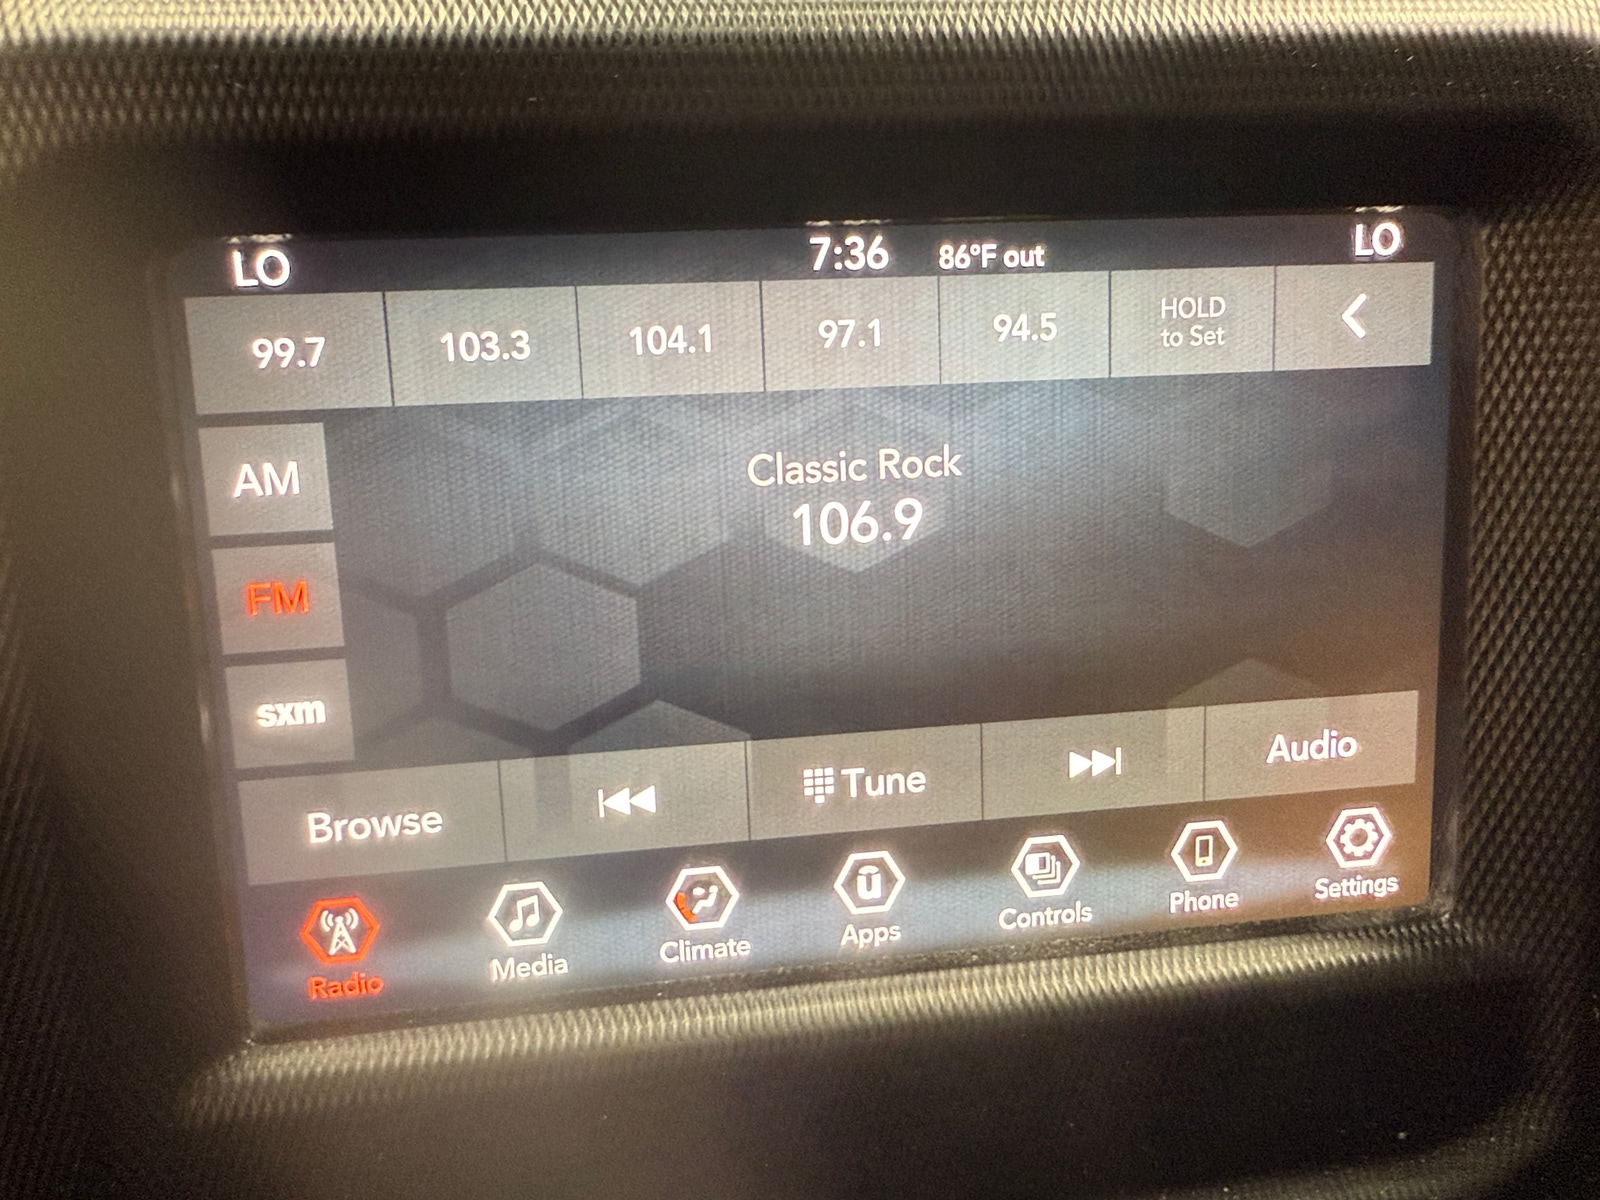 LO 7:36 86°F out LO
99.7 103.3 104.1 97.1 94.5 HOLD
to Set
AM
Classic Rock
106.9
FM
sxm
Browse Tune Audio
Radio Media Climate Apps Controls Phone Settings